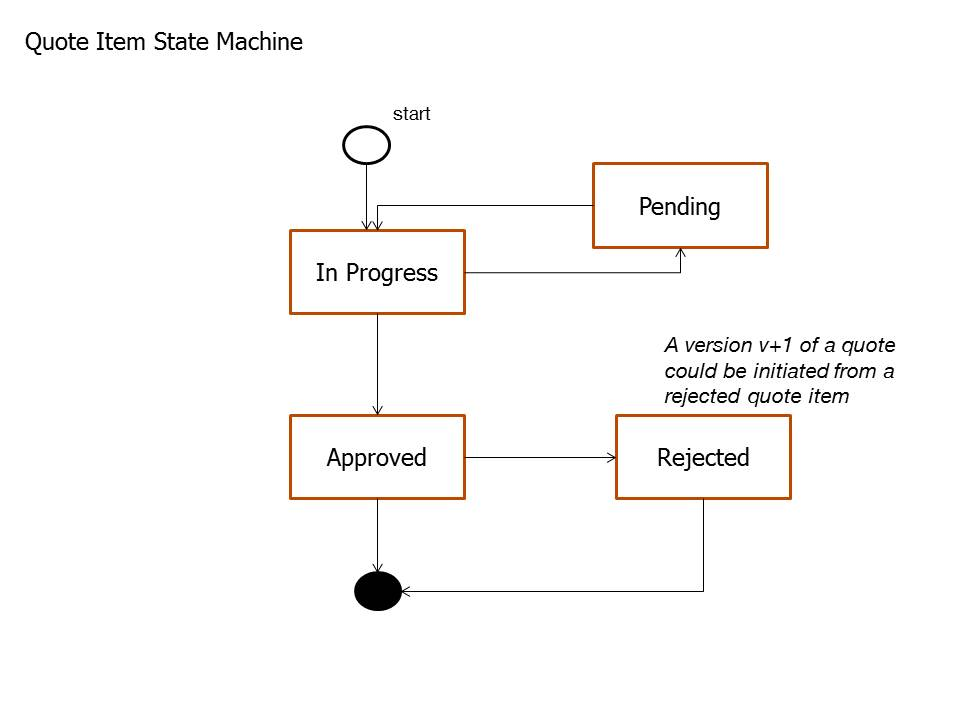 Quote Item State Machine
start
Pending
In Progress
A version v+1 of a quote
could be initiated from a
rejected quote item
Approved
Rejected